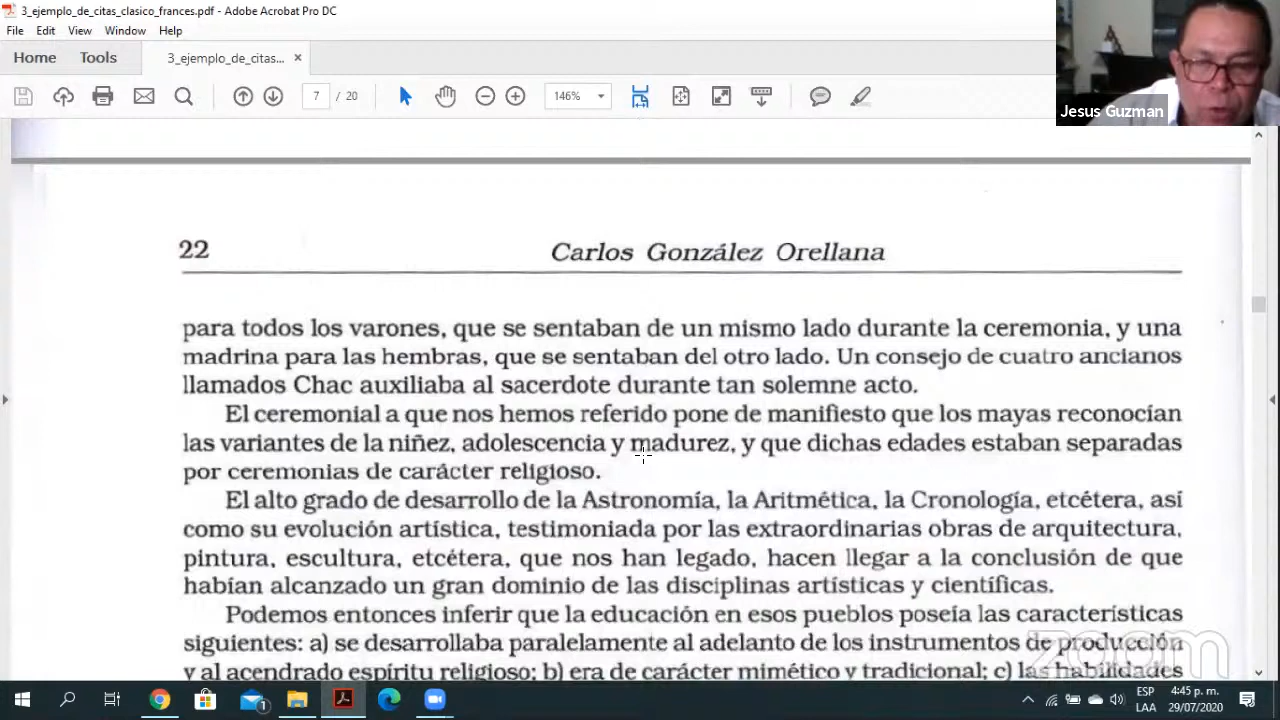 3_ejemplo_de_citas_clasico_frances.pdf - Adobe Acrobat Pro DC
File Edit View Window Help
Home Tools 3_ejemplo_de_citas... ×
7 / 20 146%
Jesus Guzman
22 Carlos González Orellana
para todos los varones, que se sentaban de un mismo lado durante la ceremonia, y una
madrina para las hembras, que se sentaban del otro lado. Un consejo de cuatro ancianos
llamados Chac auxiliaba al sacerdote durante tan solemne acto.
El ceremonial a que nos hemos referido pone de manifiesto que los mayas reconocían
las variantes de la niñez, adolescencia y madurez, y que dichas edades estaban separadas
por ceremonias de carácter religioso.
El alto grado de desarrollo de la Astronomía, la Aritmética, la Cronología, etcétera, así
como su evolución artística, testimoniada por las extraordinarias obras de arquitectura,
pintura, escultura, etcétera, que nos han legado, hacen llegar a la conclusión de que
habían alcanzado un gran dominio de las disciplinas artísticas y científicas.
Podemos entonces inferir que la educación en esos pueblos poseía las características
siguientes: a) se desarrollaba paralelamente al adelanto de los instrumentos de producción
y al acendrado espíritu religioso; b) era de carácter mimético y tradicional; c) las habilidades
zoom
1
ESP 4:45 p. m.
LAA 29/07/2020